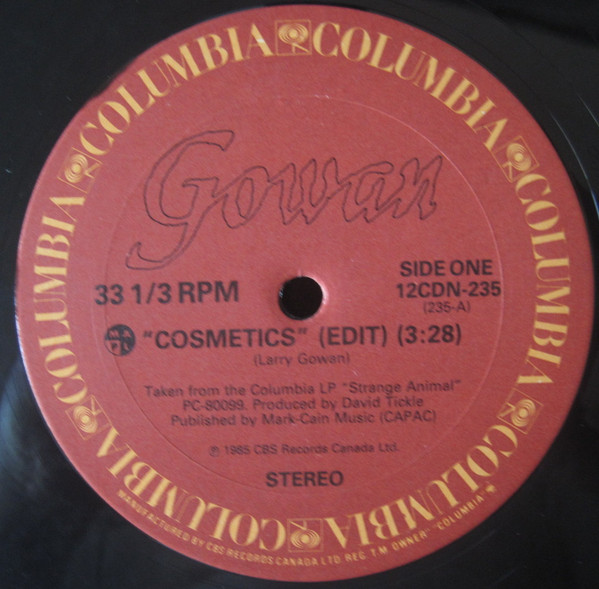 COLUMBIA COLUMBIA COLUMBIA COLUMBIA COLUMBIA COLUMBIA COLUMBIA COLUMBIA
Gowan
33 1/3 RPM
SIDE ONE
12CDN-235
(235-A)
"COSMETICS" (EDIT) (3:28)
(Larry Gowan)
Taken from the Columbia LP "Strange Animal"
PC-80099. Produced by David Tickle
Published by Mark-Cain Music (CAPAC)
℗ 1985 CBS Records Canada Ltd.
STEREO
MANUFACTURED BY CBS RECORDS CANADA LTD REG. T.M. OWNER "COLUMBIA"